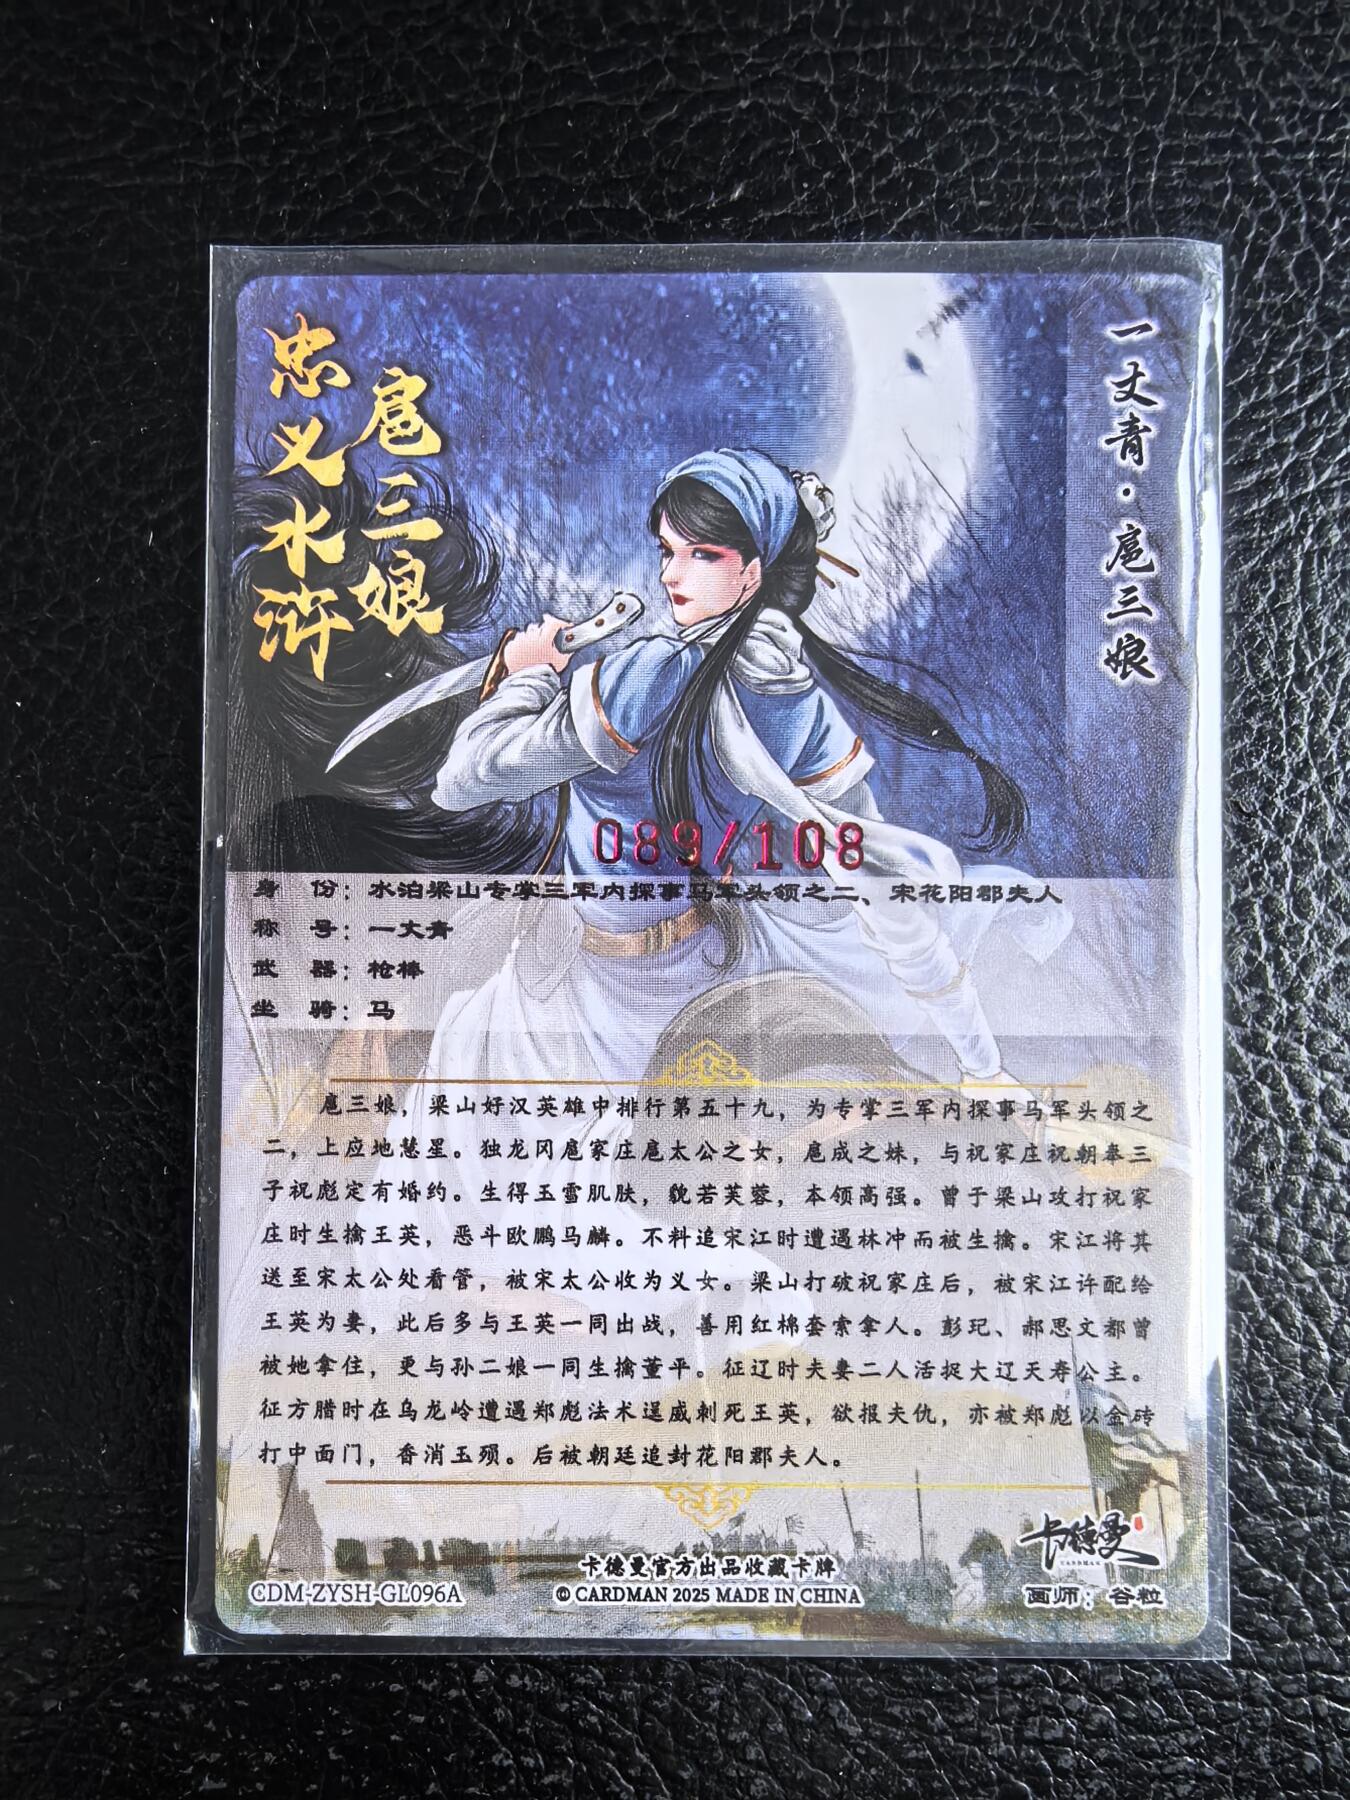 忠义水浒
扈三娘
一丈青·扈三娘
089/108
身 份：水泊梁山专掌三军内探事马军头领之二、宋花阳郡夫人
称 号：一丈青
武 器：枪棒
坐 骑：马
扈三娘，梁山好汉英雄中排行第五十九，为专掌三军内探事马军头领之
二，上应地慧星。独龙冈扈家庄扈太公之女，扈成之妹，与祝家庄祝朝奉三
子祝彪定有婚约。生得玉雪肌肤，貌若芙蓉，本领高强。曾于梁山攻打祝家
庄时生擒王英，恶斗欧鹏马麟。不料追宋江时遭遇林冲而被生擒。宋江将其
送至宋太公处看管，被宋太公收为义女。梁山打破祝家庄后，被宋江许配给
王英为妻，此后多与王英一同出战，善用红棉套索拿人。彭玘、郝思文都曾
被她拿住，更与孙二娘一同生擒董平。征辽时夫妻二人活捉大辽天寿公主。
征方腊时在乌龙岭遭遇郑彪法术逞威刺死王英，欲报夫仇，亦被郑彪以金砖
打中面门，香消玉殒。后被朝廷追封花阳郡夫人。
卡德曼
CARDMAN
卡德曼官方出品收藏卡牌
CDM-ZYSH-GL096A
© CARDMAN 2025 MADE IN CHINA
画师：谷粒